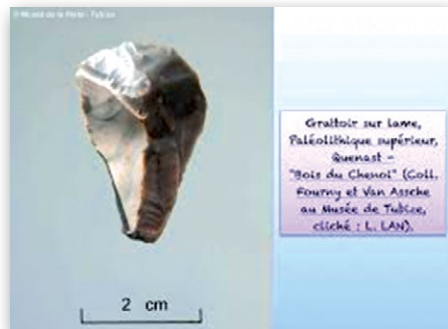 © Musée de la Porte - Tubize
Grattoir sur lame,
Paléolithique supérieur,
Quenast -
"Bois du Chenoi" (Coll.
Fourny et Van Assche
au Musée de Tubize,
cliché : L. LAN).
2 cm